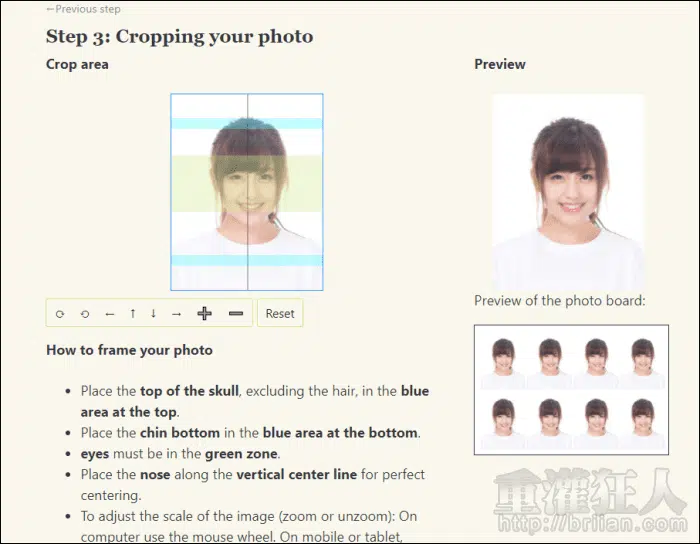 ←Previous step
Step 3: Cropping your photo
Crop area
Preview
Reset
Preview of the photo board:
How to frame your photo
• Place the top of the skull, excluding the hair, in the blue
area at the top.
• Place the chin bottom in the blue area at the bottom.
• eyes must be in the green zone.
• Place the nose along the vertical center line for perfect
centering.
• To adjust the scale of the image (zoom or unzoom): On
computer use the mouse wheel. On mobile or tablet,
重灌狂人
http://briian.com